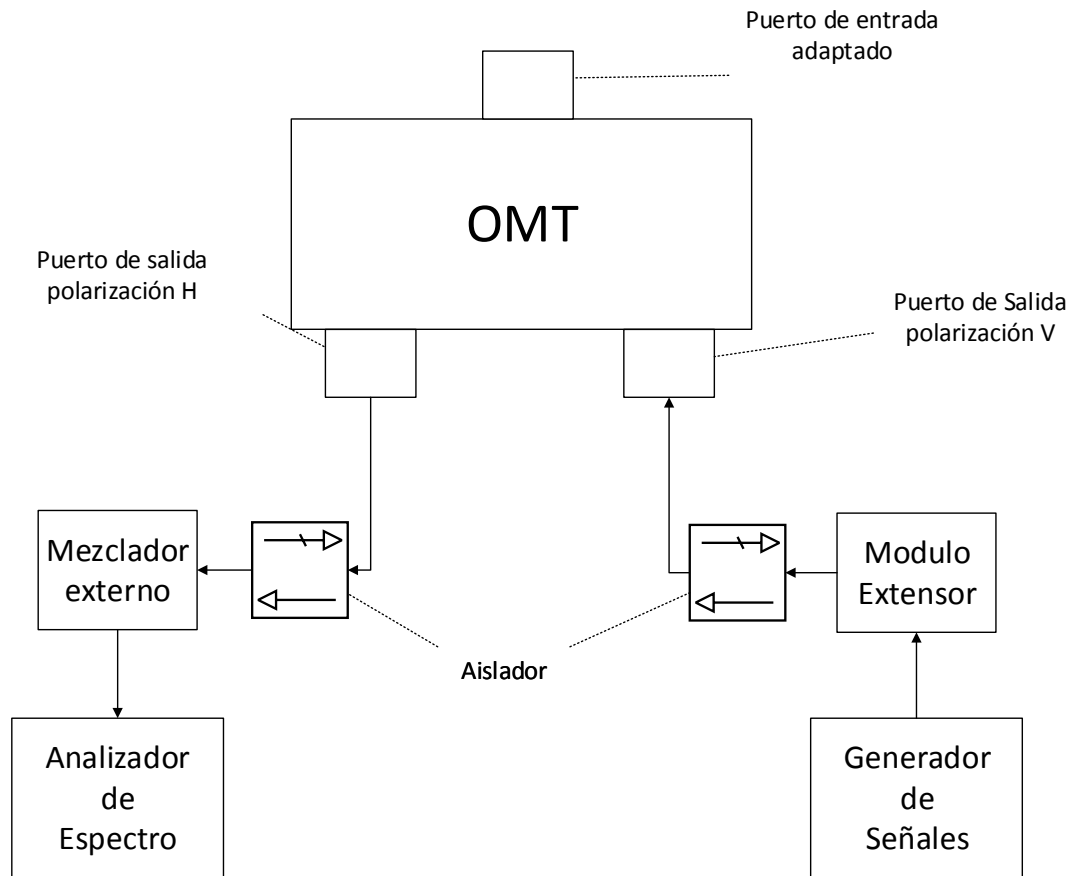 Puerto de entrada
adaptado
OMT
Puerto de salida
polarización H
Puerto de Salida
polarización V
Mezclador
externo
Modulo
Extensor
Aislador
Analizador
de
Espectro
Generador
de
Señales